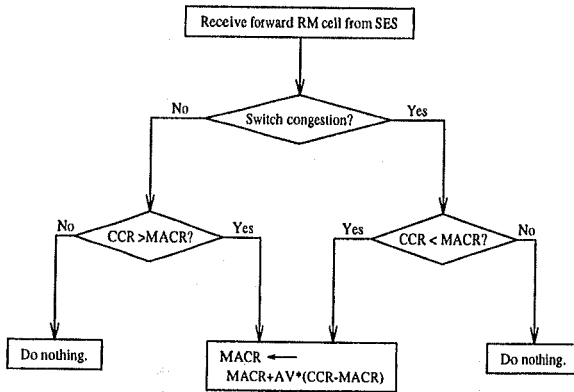 Receive forward RM cell from SES
No
Switch congestion?
Yes
No
CCR >MACR?
Yes
Yes
CCR < MACR?
No
Do nothing.
MACR ←
MACR+AV*(CCR-MACR)
Do nothing.